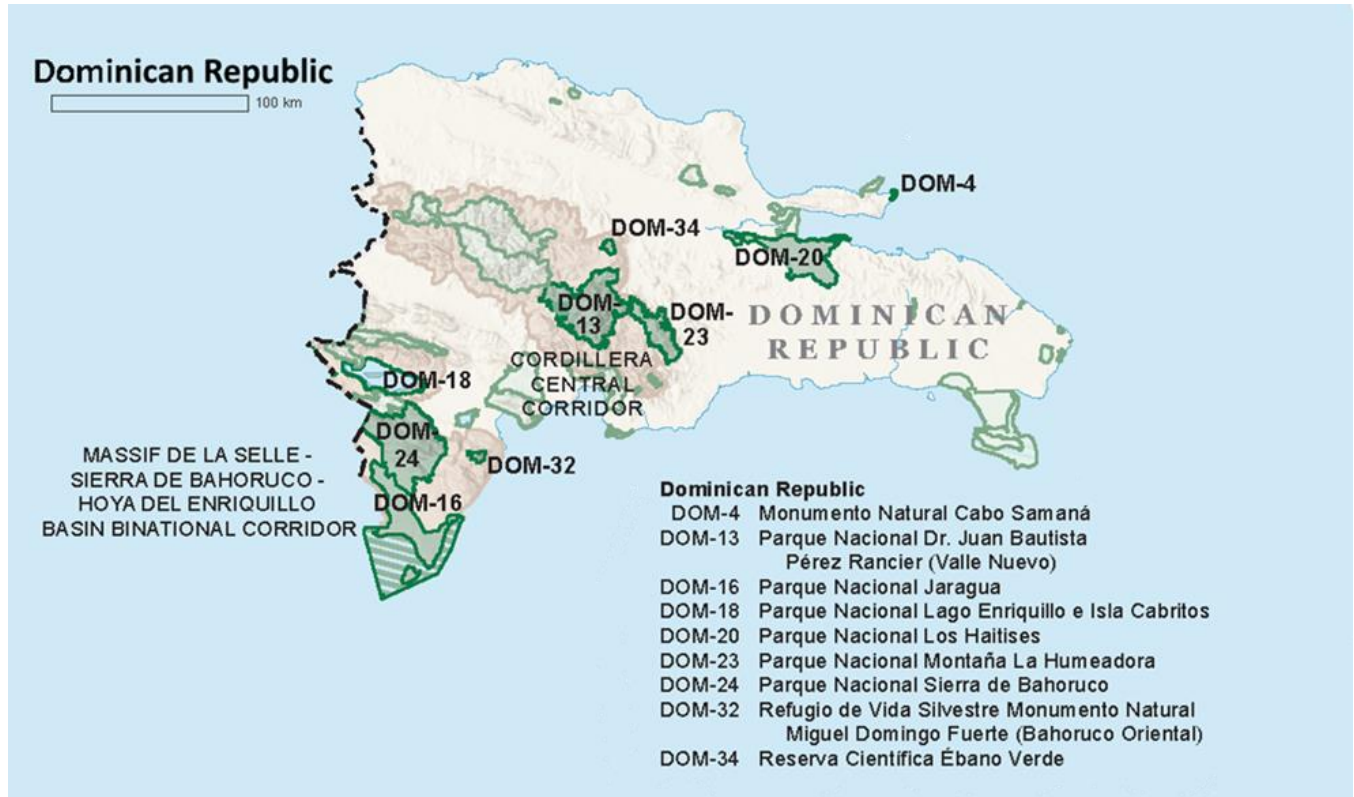 Dominican Republic
100 km
DOM-4
DOM-34
DOM-20
DOM-
13
DOM-
23
DOMINICAN
REPUBLIC
CORDILLERA
CENTRAL
CORRIDOR
DOM-18
DOM-
24
DOM-32
DOM-16
MASSIF DE LA SELLE -
SIERRA DE BAHORUCO -
HOYA DEL ENRIQUILLO
BASIN BINATIONAL CORRIDOR
Dominican Republic
DOM-4 Monumento Natural Cabo Samaná
DOM-13 Parque Nacional Dr. Juan Bautista
Pérez Rancier (Valle Nuevo)
DOM-16 Parque Nacional Jaragua
DOM-18 Parque Nacional Lago Enriquillo e Isla Cabritos
DOM-20 Parque Nacional Los Haitises
DOM-23 Parque Nacional Montaña La Humeadora
DOM-24 Parque Nacional Sierra de Bahoruco
DOM-32 Refugio de Vida Silvestre Monumento Natural
Miguel Domingo Fuerte (Bahoruco Oriental)
DOM-34 Reserva Científica Ébano Verde